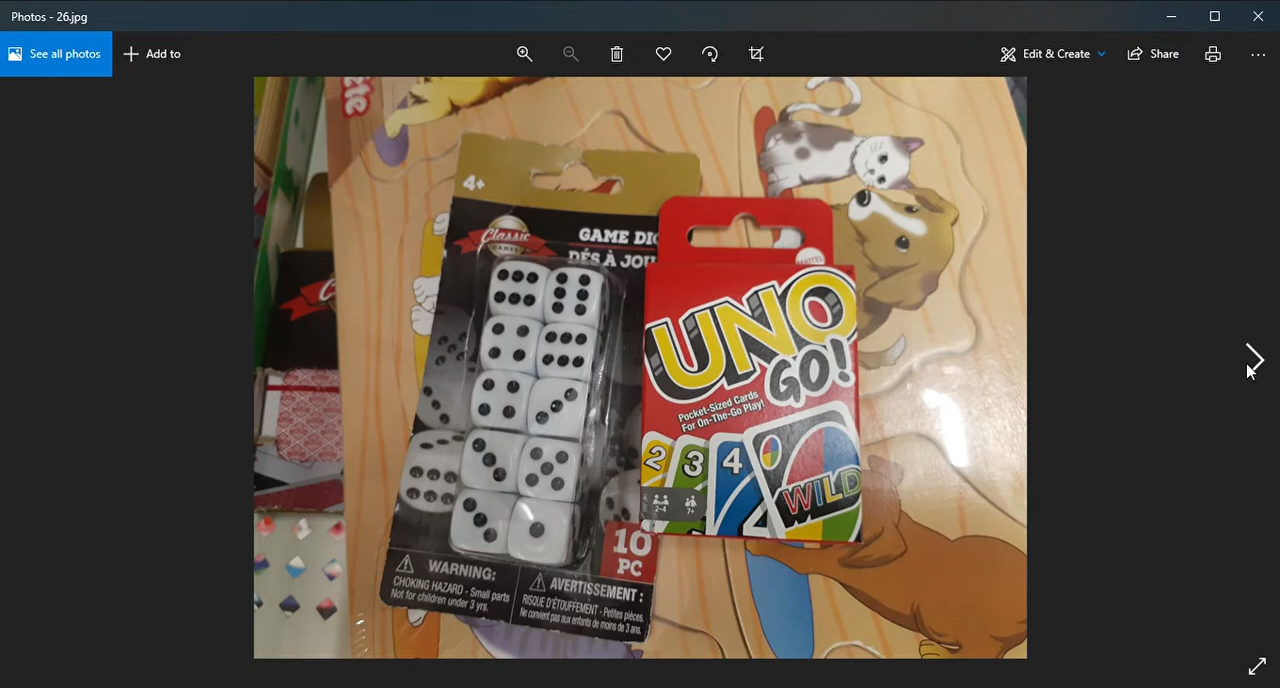 Photos - 26.jpg
See all photos
Add to
Edit & Create
Share
4+
Classic
GAMES
GAME
DÉS À
10
PC
WARNING:
CHOKING HAZARD - Small parts
Not for children under 3 yrs.
AVERTISSEMENT :
RISQUE D'ÉTOUFFEMENT - Petites pièces.
Ne convient pas aux enfants de moins de 3 ans.
MATTEL
UNO
GO!
Pocket-Sized Cards
For On-The-Go Play!
2
3
4
WILD
2-4
7+